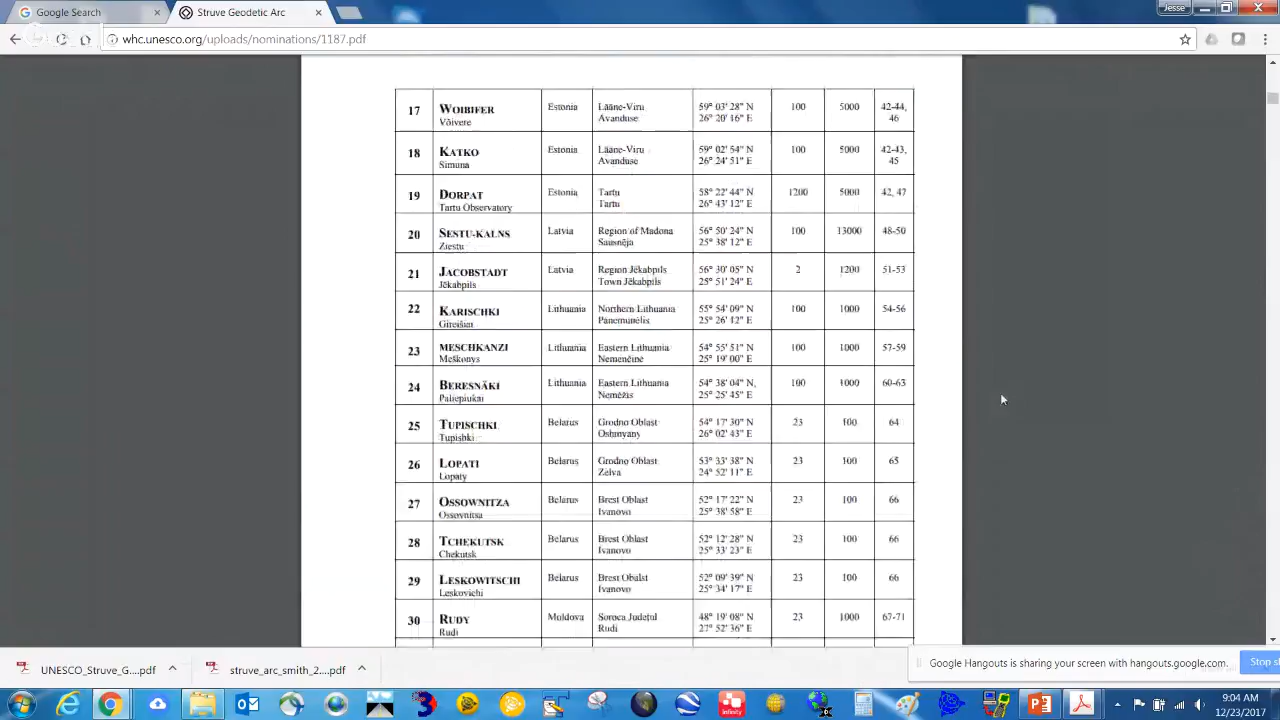 Google Search
Struve Geodetic Arc
Jesse
whc.unesco.org/uploads/nominations/1187.pdf
17 WOIBIFER Estonia Lääne-Viru 59° 03' 28" N 100 5000 42-44,
Võivere Avanduse 26° 20' 16" E 46
18 KATKO Estonia Lääne-Viru 59° 02' 54" N 100 5000 42-43,
Simuna Avanduse 26° 24' 51" E 45
19 DORPAT Estonia Tartu 58° 22' 44" N 1200 5000 42, 47
Tartu Observatory Tartu 26° 43' 12" E
20 SESTU-KALNS Latvia Region of Madona 56° 50' 24" N 100 13000 48-50
Ziestu Sausnēja 25° 38' 12" E
21 JACOBSTADT Latvia Region Jēkabpils 56° 30' 05" N 2 1200 51-53
Jēkabpils Town Jēkabpils 25° 51' 24" E
22 KARISCHKI Lithuania Northern Lithuania 55° 54' 09" N 100 1000 54-56
Gireišiai Panemunėlis 25° 26' 12" E
23 MESCHKANZI Lithuania Eastern Lithuania 54° 55' 51" N 100 1000 57-59
Meškonys Nemenčinė 25° 19' 00" E
24 BERESNÄKI Lithuania Eastern Lithuania 54° 38' 04" N, 100 1000 60-63
Paliepiukai Nemėžis 25° 25' 45" E
25 TUPISCHKI Belarus Grodno Oblast 54° 17' 30" N 23 100 64
Tupishki Oshmyany 26° 02' 43" E
26 LOPATI Belarus Grodno Oblast 53° 33' 38" N 23 100 65
Lopaty Zelva 24° 52' 11" E
27 OSSOWNITZA Belarus Brest Oblast 52° 17' 22" N 23 100 66
Ossovnitsa Ivanovo 25° 38' 58" E
28 TCHEKUTSK Belarus Brest Oblast 52° 12' 28" N 23 100 66
Chekutsk Ivanovo 25° 33' 23" E
29 LESKOWITSCHI Belarus Brest Obalst 52° 09' 39" N 23 100 66
Leskovichi Ivanovo 25° 34' 17" E
30 RUDY Moldova Soroca Judetul 48° 19' 08" N 23 1000 67-71
Rudi Rudi 27° 52' 36" E
UNESCO_Struve_G....pdf
struve_arc_smith_2....pdf
Google Hangouts is sharing your screen with hangouts.google.com.
Stop
Infinity
9:04 AM
12/23/2017